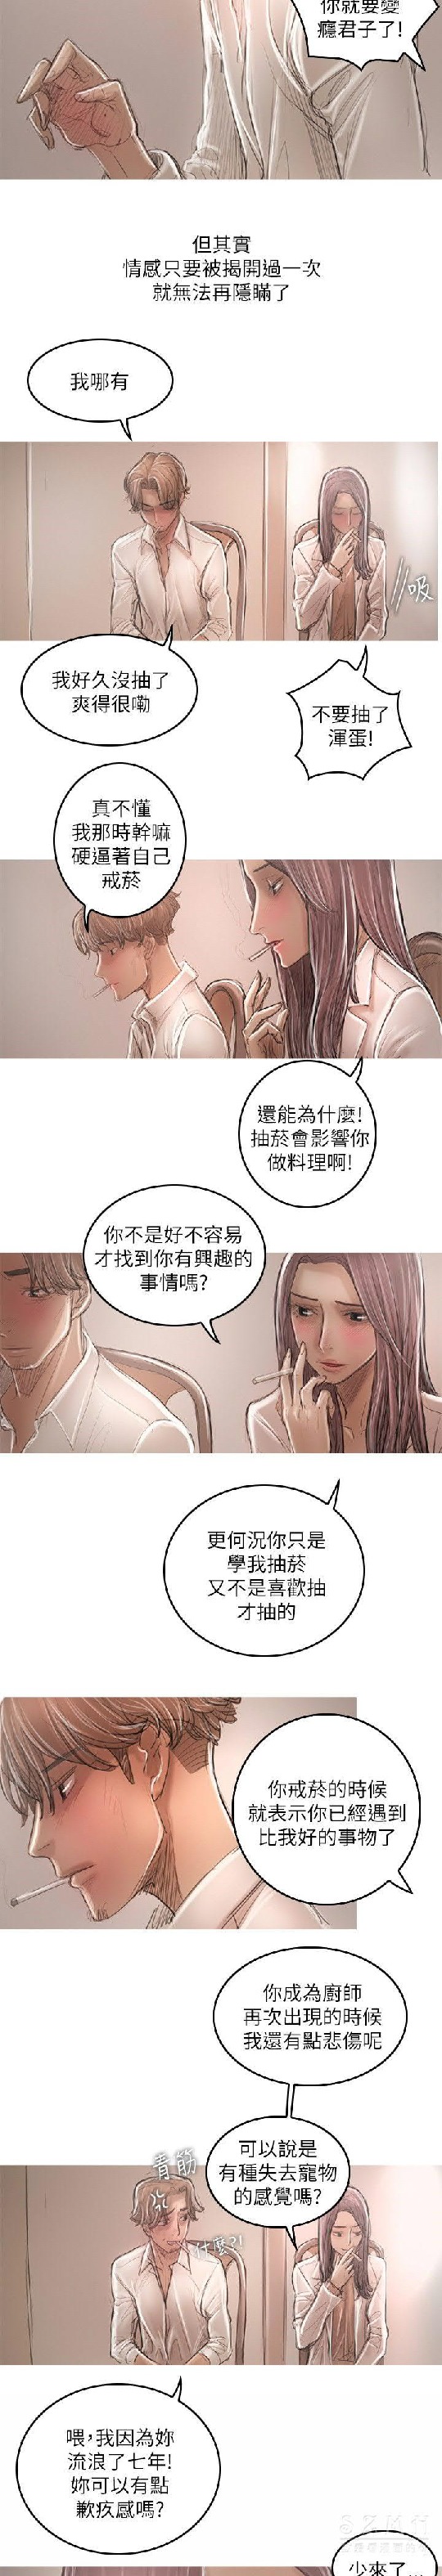 你就要變
癮君子了!
但其實
情感只要被揭開過一次
就無法再隱瞞了
我哪有
吸
我好久沒抽了
爽得很嘞
不要抽了
渾蛋!
真不懂
我那時幹嘛
硬逼著自己
戒菸
還能為什麼!
抽菸會影響你
做料理啊!
你不是好不容易
才找到你有興趣的
事情嗎?
更何況你只是
學我抽菸
又不是喜歡抽
才抽的
你戒菸的時候
就表示你已經遇到
比我好的事物了
你成為廚師
再次出現的時候
我還有點悲傷呢
可以說是
有種失去寵物
的感覺嗎?
青筋
什麼?!
喂,我因為妳
流浪了七年!
妳可以有點
歉疚感嗎?
少來了...